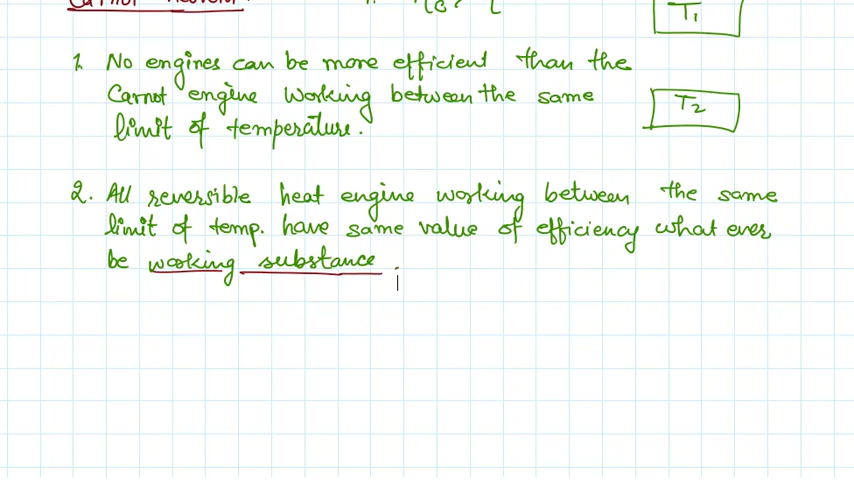 T₁
1. No engines can be more efficient than the
Carnot engine working between the same
limit of temperature.
T₂
2. All reversible heat engine working between the same
limit of temp. have same value of efficiency what ever
be working substance.